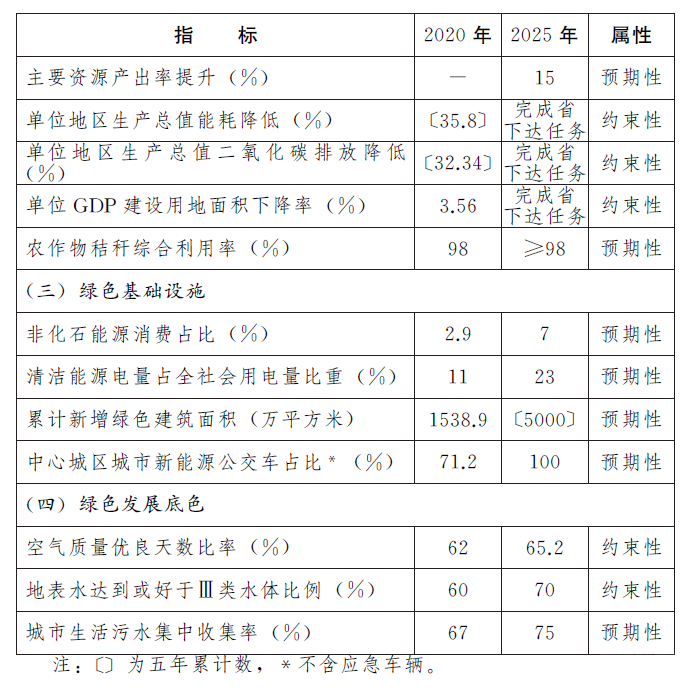 指 标 2020 年 2025 年 属性
主要资源产出率提升（%） — 15 预期性
单位地区生产总值能耗降低（%） 〔35.8〕 完成省下达任务 约束性
单位地区生产总值二氧化碳排放降低（%） 〔32.34〕 完成省下达任务 约束性
单位 GDP 建设用地面积下降率（%） 3.56 完成省下达任务 约束性
农作物秸秆综合利用率（%） 98 ≥98 预期性
（三）绿色基础设施
非化石能源消费占比（%） 2.9 7 预期性
清洁能源电量占全社会用电量比重（%） 11 23 预期性
累计新增绿色建筑面积（万平方米） 1538.9 〔5000〕 预期性
中心城区城市新能源公交车占比*（%） 71.2 100 预期性
（四）绿色发展底色
空气质量优良天数比率（%） 62 65.2 约束性
地表水达到或好于Ⅲ类水体比例（%） 60 70 约束性
城市生活污水集中收集率（%） 67 75 预期性
注：〔〕为五年累计数，*不含应急车辆。